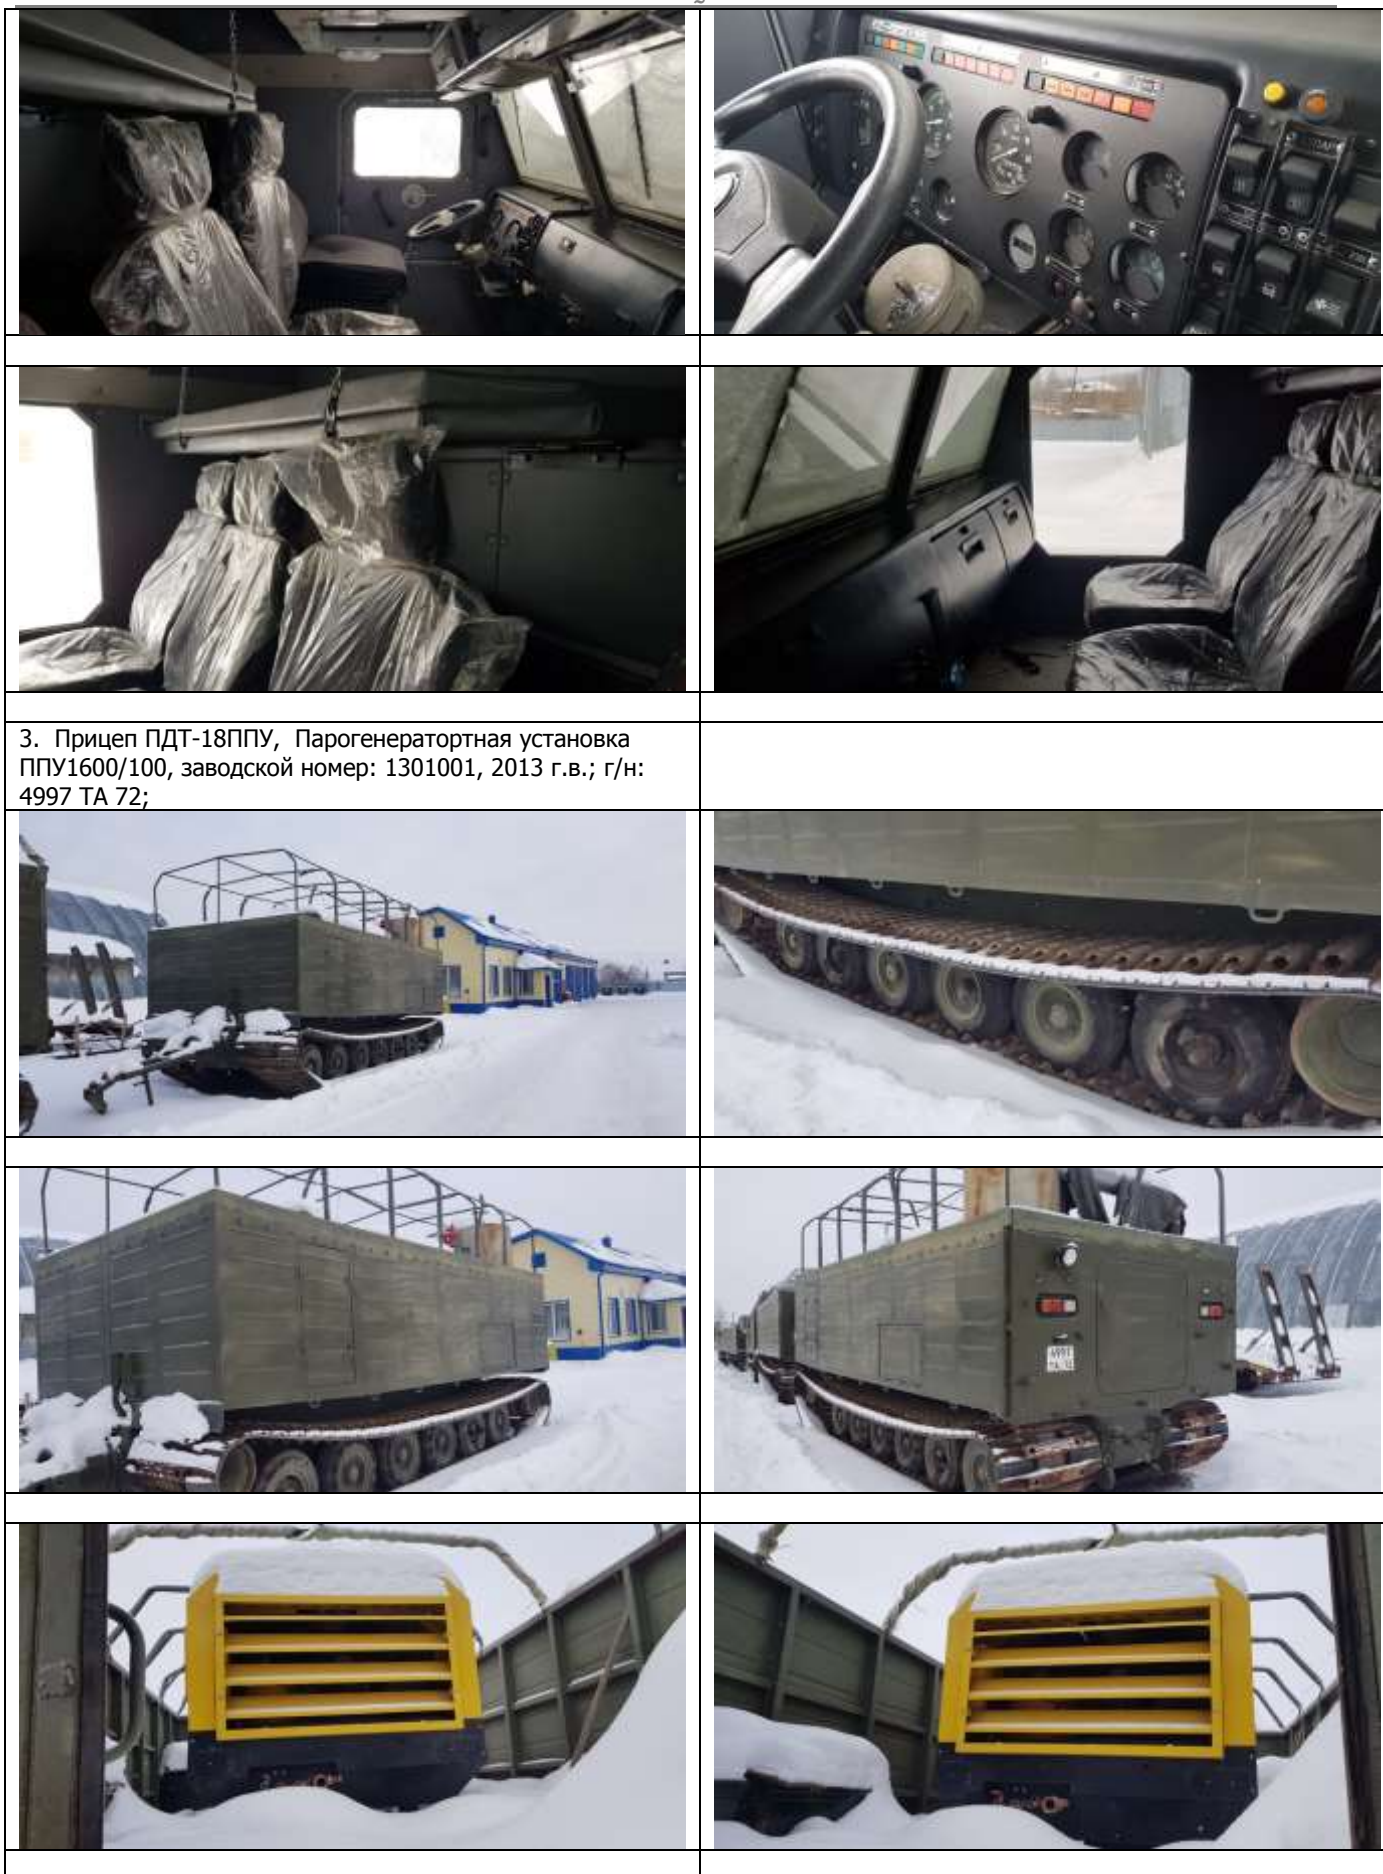 3. Прицеп ПДТ-18ППУ, Парогенератортная установка
ППУ1600/100, заводской номер: 1301001, 2013 г.в.; г/н:
4997 ТА 72;